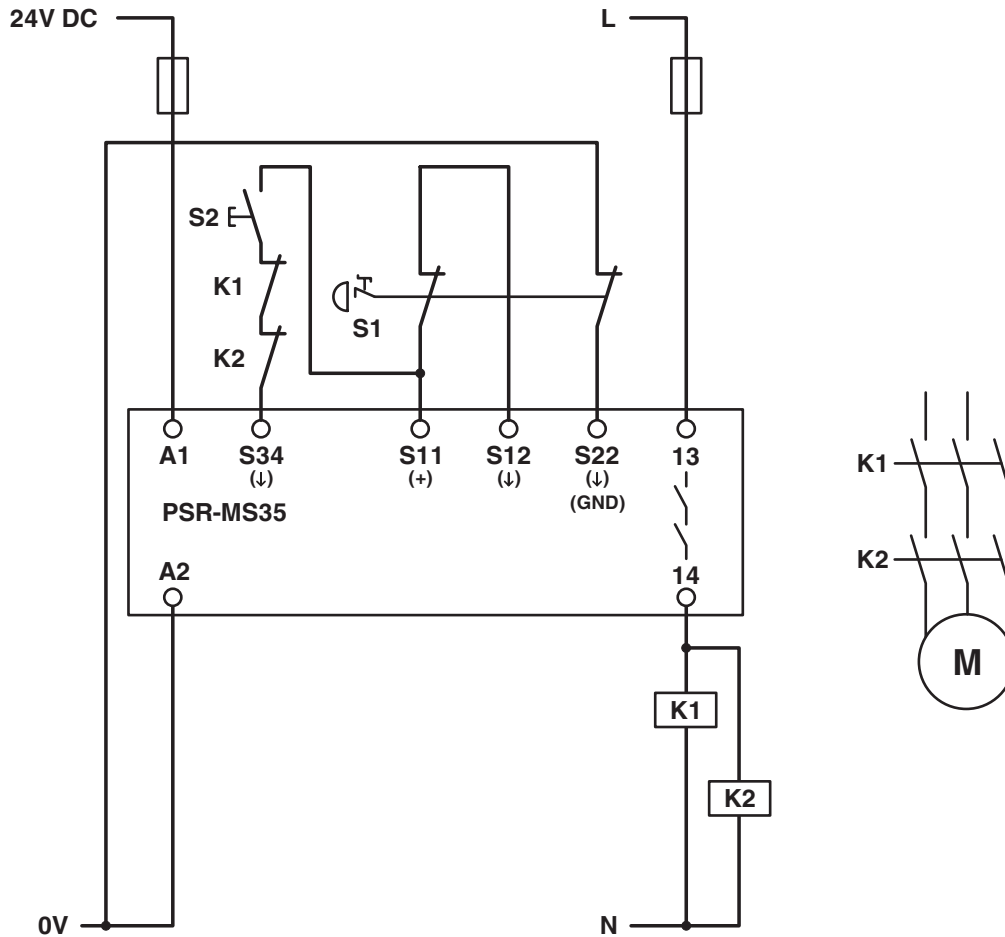 24V DC
L
S2
K1
S1
K2
K1
A1 S34 S11 S12 S22 13
(↓) (+) (↓) (↓)
(GND)
PSR-MS35
K2
A2 14
M
K1
K2
0V N